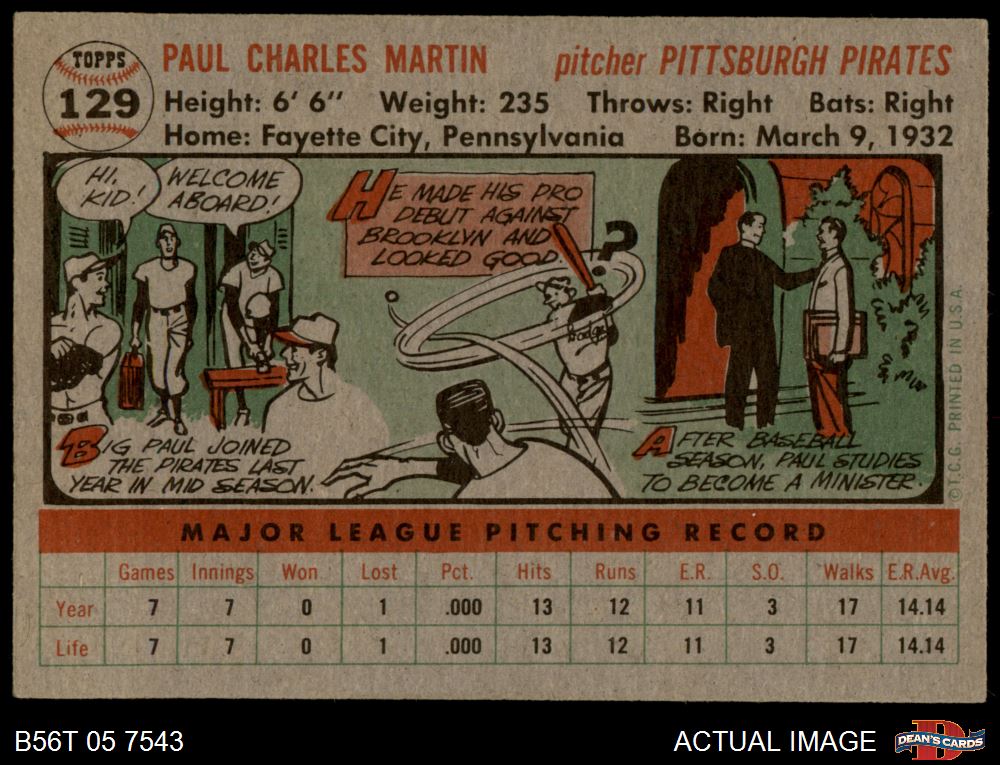 TOPPS
129
PAUL CHARLES MARTIN pitcher PITTSBURGH PIRATES
Height: 6' 6" Weight: 235 Throws: Right Bats: Right
Home: Fayette City, Pennsylvania Born: March 9, 1932
HI,
KID!
WELCOME
ABOARD!
HE MADE HIS PRO
DEBUT AGAINST
BROOKLYN AND
LOOKED GOOD.
?
Dodgers
BIG PAUL JOINED
THE PIRATES LAST
YEAR IN MID SEASON.
AFTER BASEBALL
SEASON, PAUL STUDIES
TO BECOME A MINISTER.
© T.C.G. PRINTED IN U.S.A.
MAJOR LEAGUE PITCHING RECORD
Games Innings Won Lost Pct. Hits Runs E.R. S.O. Walks E.R.Avg.
Year 7 7 0 1 .000 13 12 11 3 17 14.14
Life 7 7 0 1 .000 13 12 11 3 17 14.14
B56T 05 7543
ACTUAL IMAGE
DEAN'S CARDS